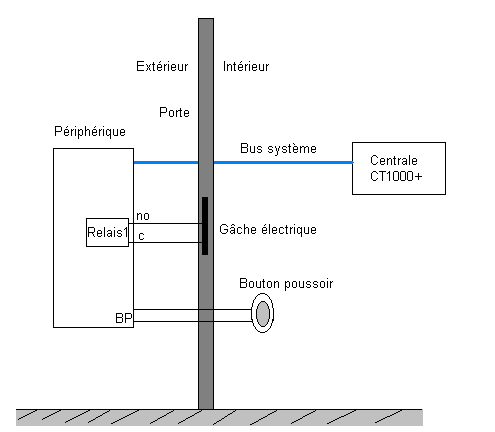 Extérieur
Intérieur
Porte
Périphérique
Bus système
Centrale
CT1000+
no
Relais1
c
Gâche électrique
Bouton poussoir
BP